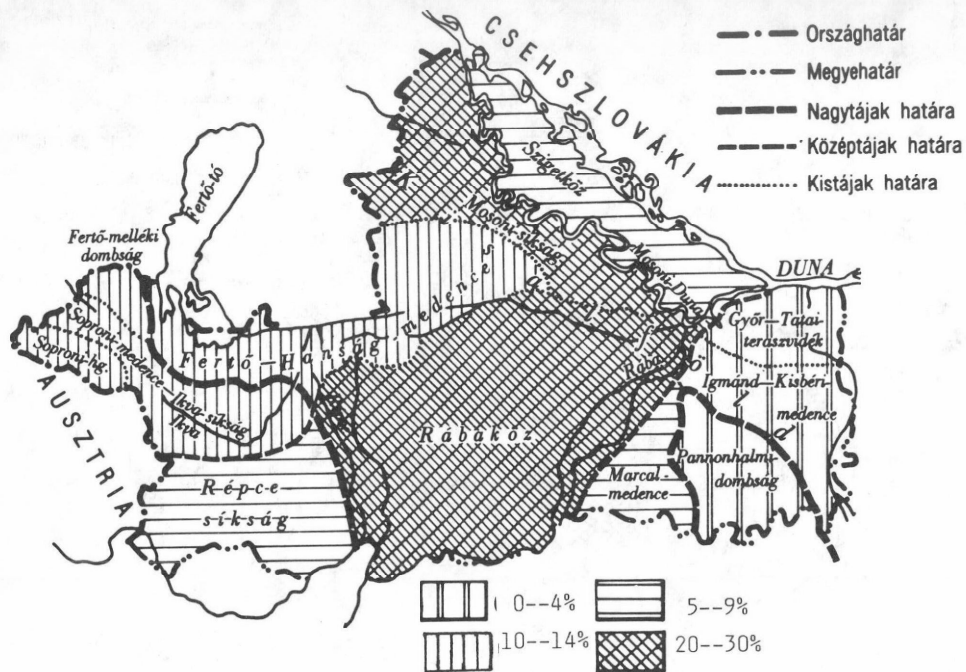 CSEHSZLOVÁKIA
Országhatár
Megyehatár
Nagytájak határa
Középtájak határa
Kistájak határa
Szigetköz
Fertő-tó
Fertő-melléki
dombság
Mosoni-síkság
Mosoni-Duna
DUNA
Soproni-medence
Soproni-hg.
Fertő-Hanság
medence
Győr-Tatai
teraszvidék
Rába
Igmánd-Kisbéri
medence
Ikva-síkság
Ikva
AUSZTRIA
Rábaköz
Pannonhalmi-
dombság
Marcal-
medence
Répce
síkság
0--4%
5--9%
10--14%
20--30%